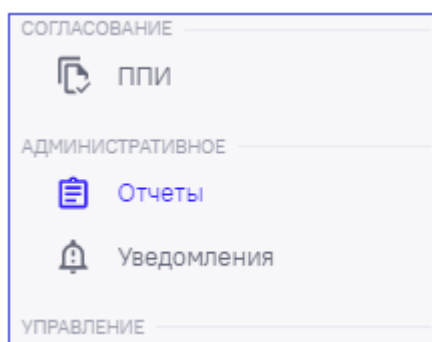 СОГЛАСОВАНИЕ
ППИ
АДМИНИСТРАТИВНОЕ
Отчеты
Уведомления
УПРАВЛЕНИЕ